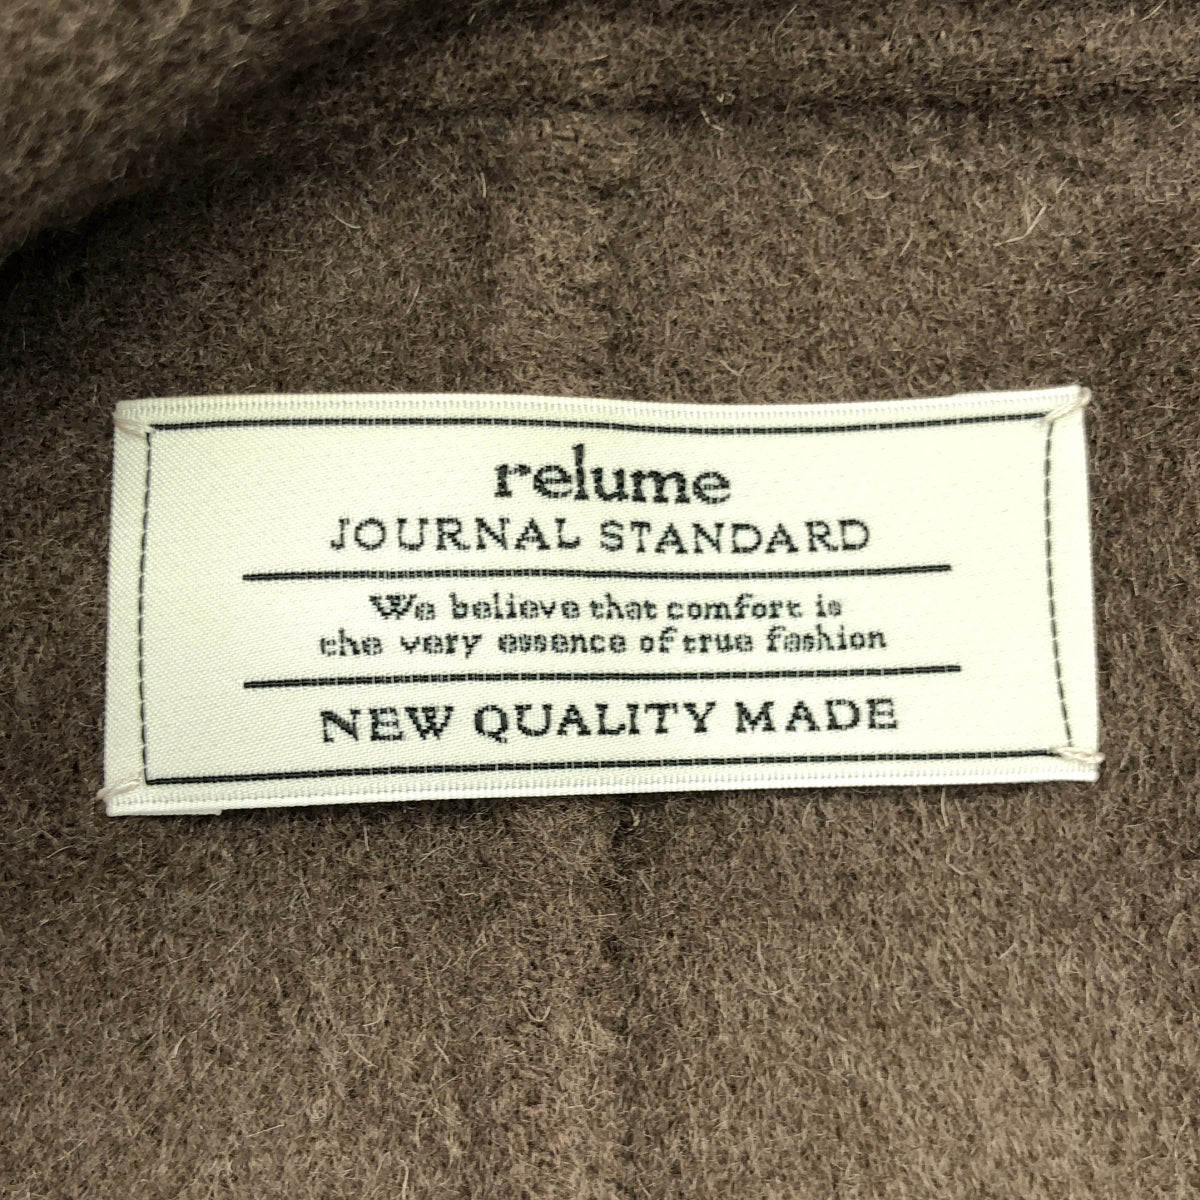 relume
JOURNAL STANDARD
We believe that comfort is
the very essence of true fashion
NEW QUALITY MADE